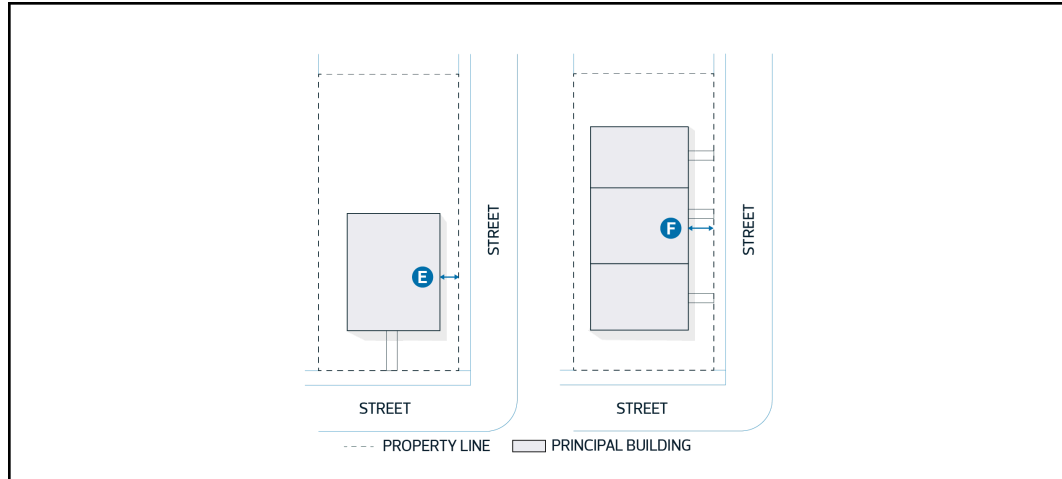 STREET
E
STREET
STREET
F
STREET
PROPERTY LINE
PRINCIPAL BUILDING